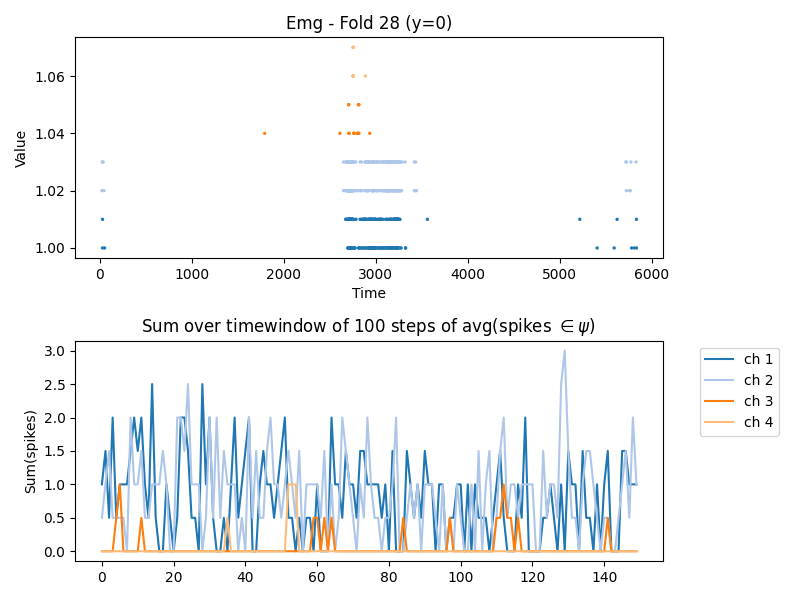 Emg - Fold 28 (y=0)
Value
1.06
1.04
1.02
1.00
0 1000 2000 3000 4000 5000 6000
Time
Sum over timewindow of 100 steps of avg(spikes ∈ ψ)
Sum(spikes)
3.0
2.5
2.0
1.5
1.0
0.5
0.0
0 20 40 60 80 100 120 140
ch 1
ch 2
ch 3
ch 4